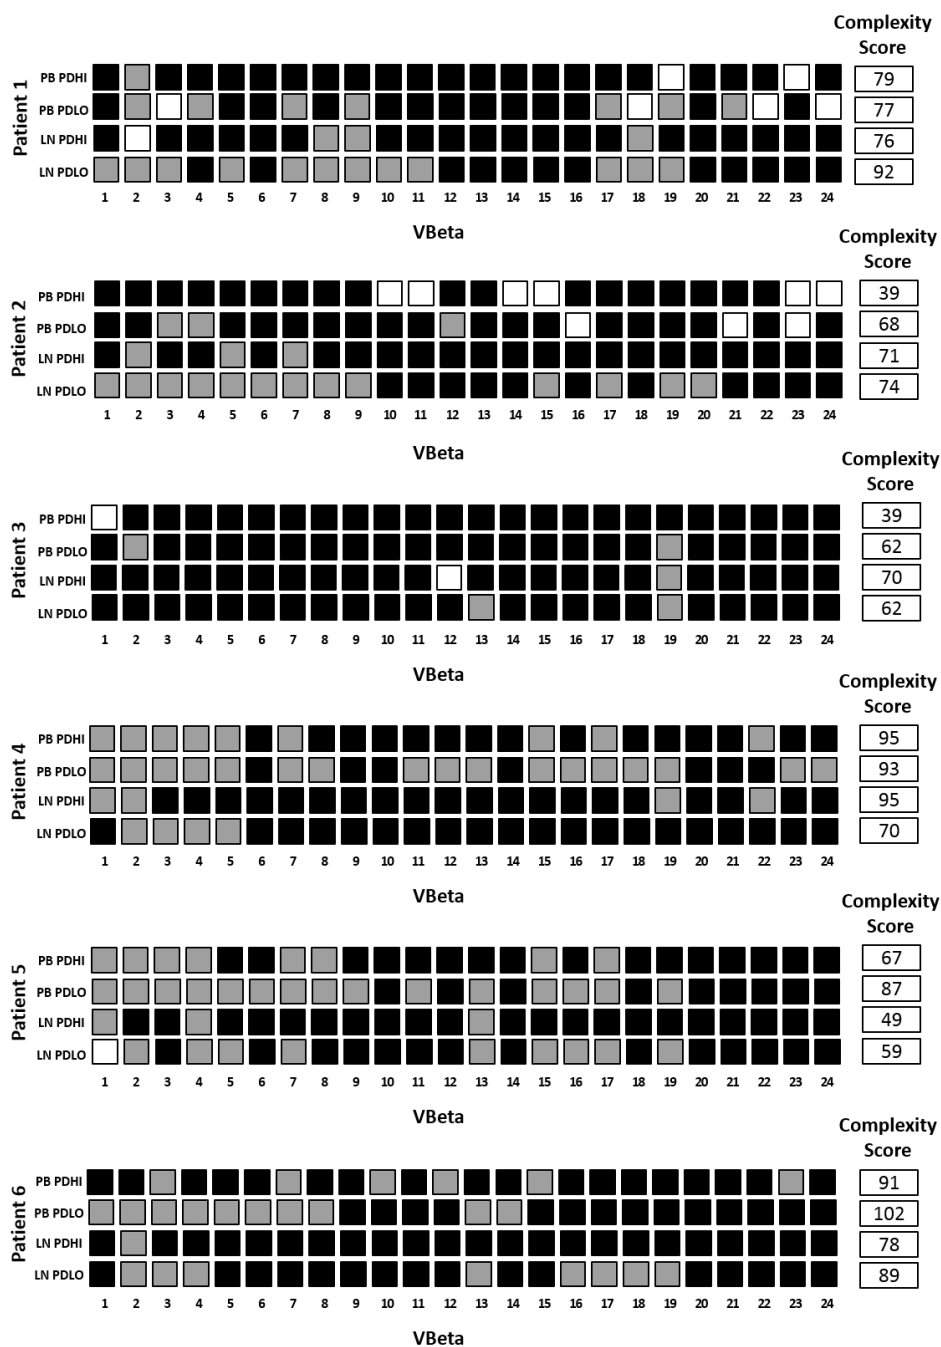 Complexity
Score
Patient 1
PB PDHI 79
PB PDLO 77
LN PDHI 76
LN PDLO 92
1 2 3 4 5 6 7 8 9 10 11 12 13 14 15 16 17 18 19 20 21 22 23 24
VBeta
Complexity
Score
Patient 2
PB PDHI 39
PB PDLO 68
LN PDHI 71
LN PDLO 74
1 2 3 4 5 6 7 8 9 10 11 12 13 14 15 16 17 18 19 20 21 22 23 24
VBeta
Complexity
Score
Patient 3
PB PDHI 39
PB PDLO 62
LN PDHI 70
LN PDLO 62
1 2 3 4 5 6 7 8 9 10 11 12 13 14 15 16 17 18 19 20 21 22 23 24
VBeta
Complexity
Score
Patient 4
PB PDHI 95
PB PDLO 93
LN PDHI 95
LN PDLO 70
1 2 3 4 5 6 7 8 9 10 11 12 13 14 15 16 17 18 19 20 21 22 23 24
VBeta
Complexity
Score
Patient 5
PB PDHI 67
PB PDLO 87
LN PDHI 49
LN PDLO 59
1 2 3 4 5 6 7 8 9 10 11 12 13 14 15 16 17 18 19 20 21 22 23 24
VBeta
Complexity
Score
Patient 6
PB PDHI 91
PB PDLO 102
LN PDHI 78
LN PDLO 89
1 2 3 4 5 6 7 8 9 10 11 12 13 14 15 16 17 18 19 20 21 22 23 24
VBeta